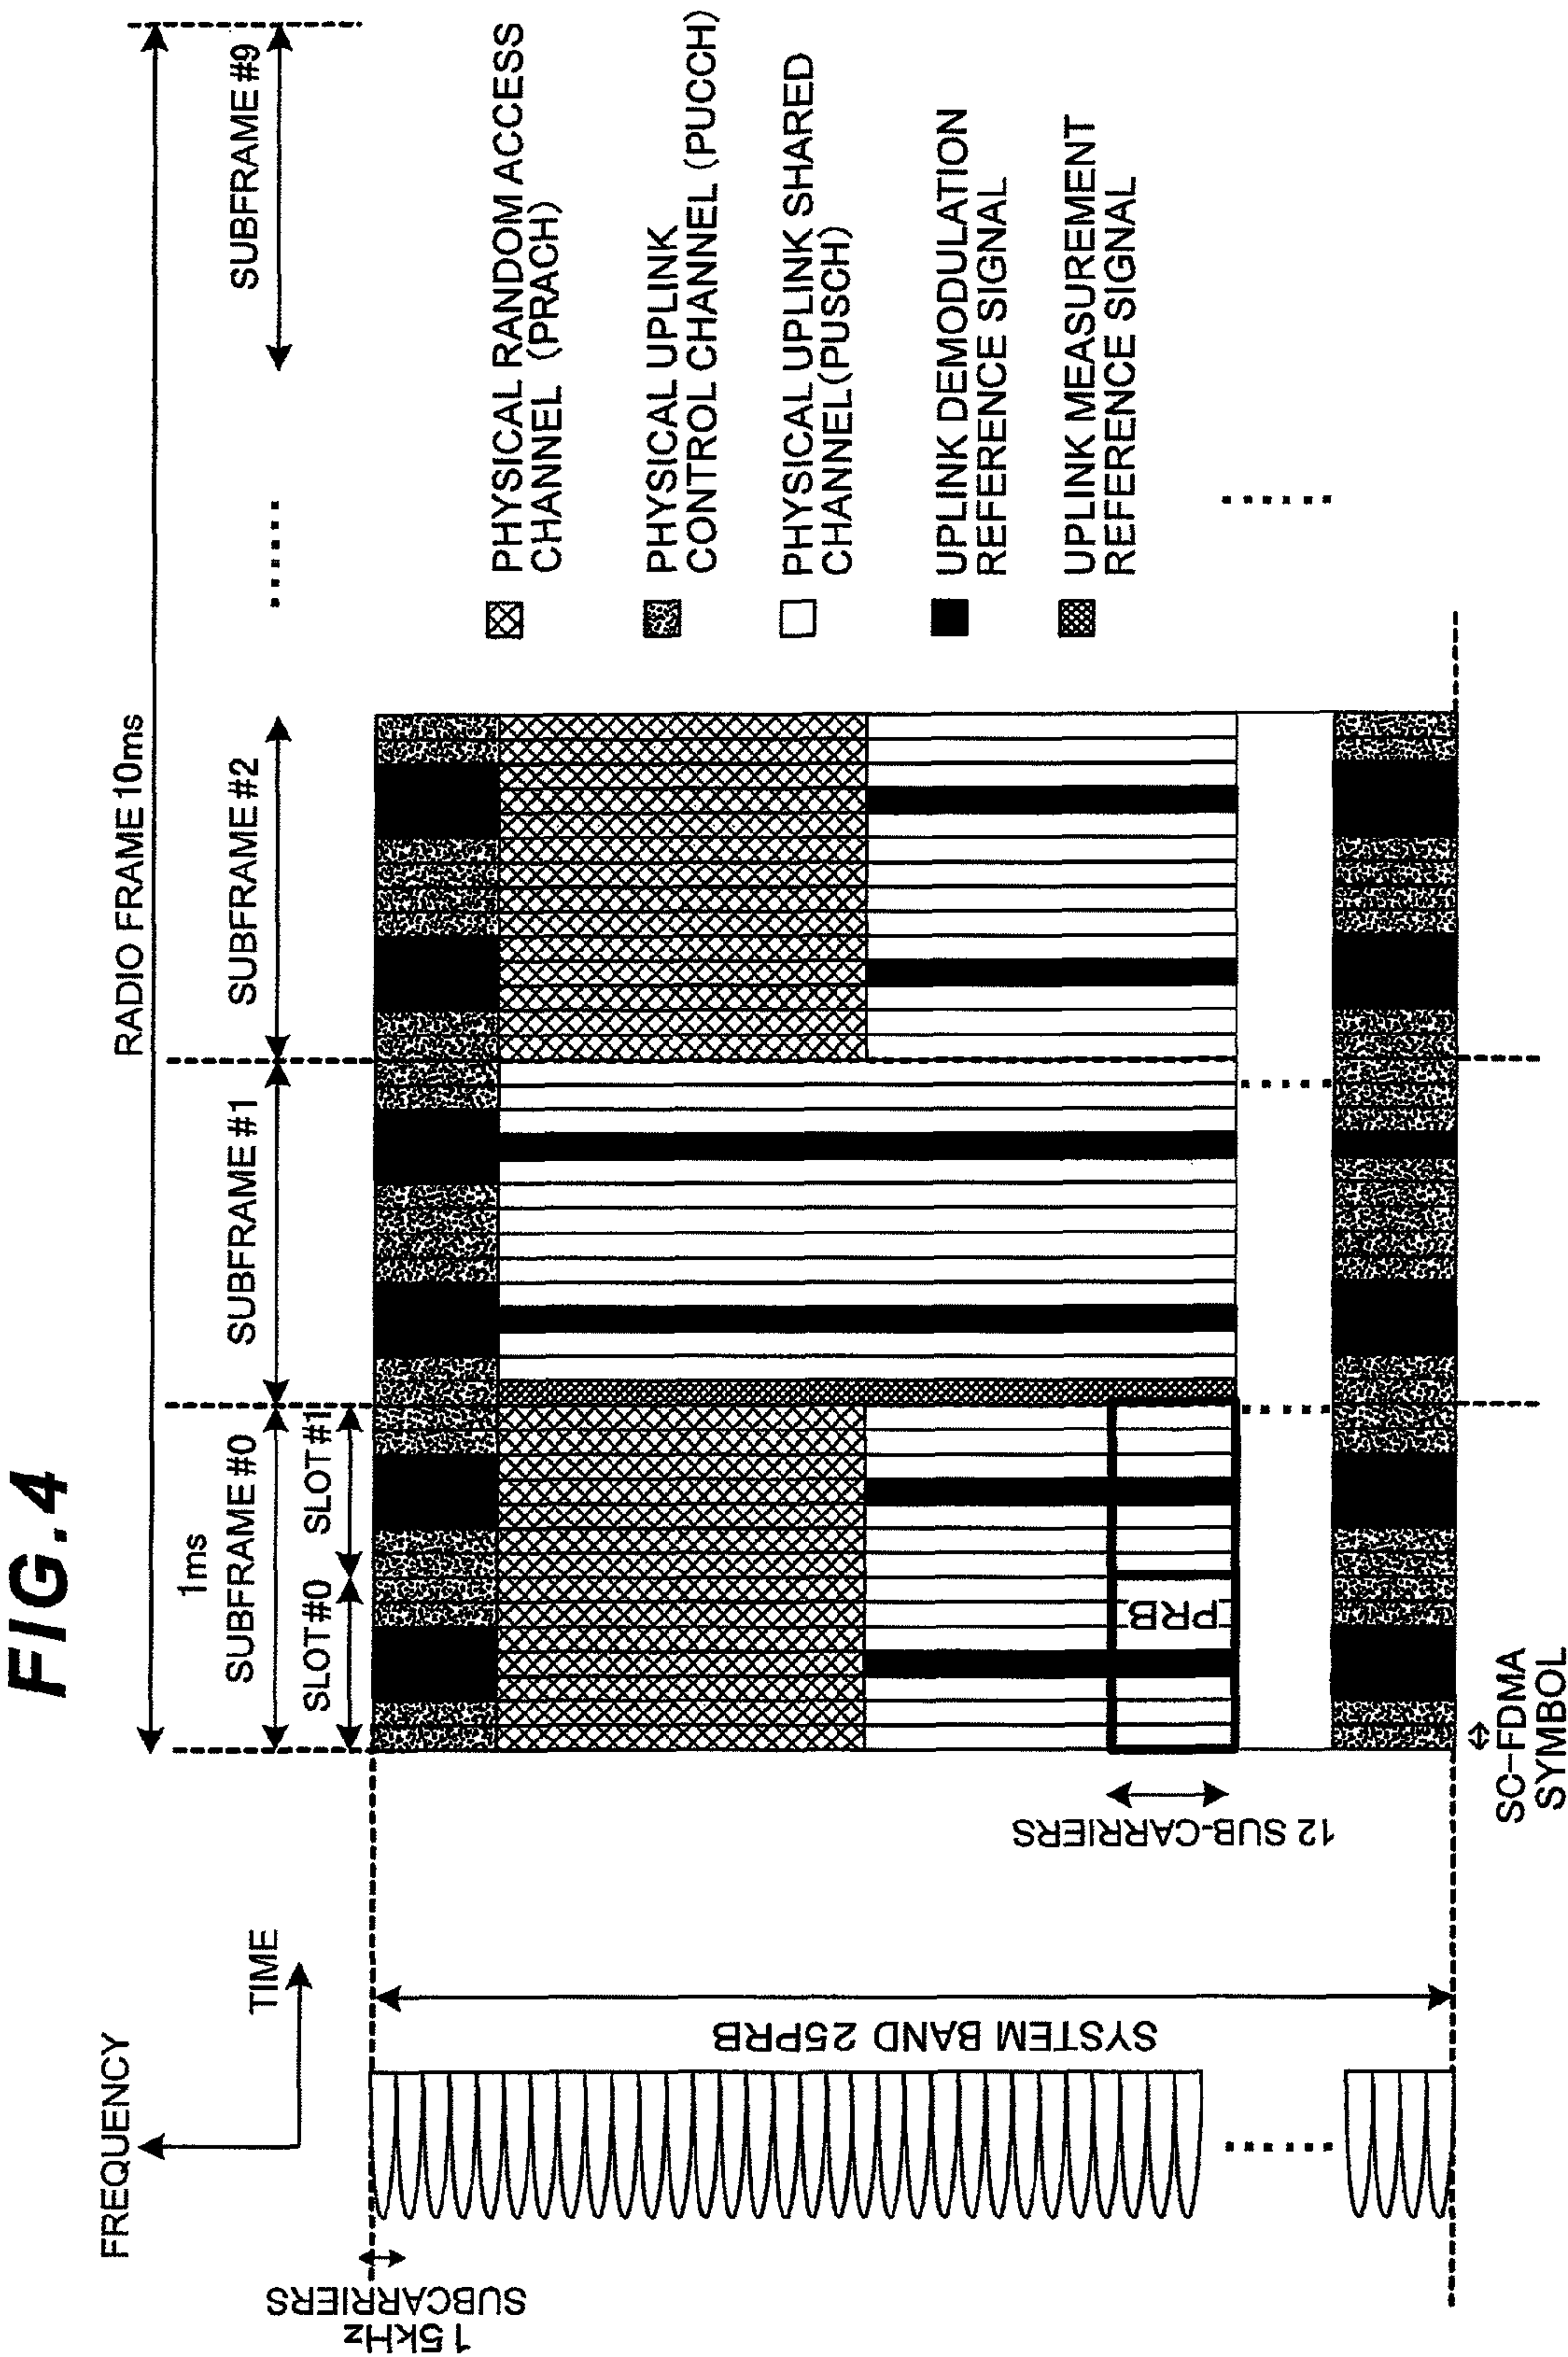 FIG.4
RADIO FRAME 10ms
1ms
SUBFRAME #0
SUBFRAME #1
SUBFRAME #2
SUBFRAME #9
SLOT#0
SLOT#1
FREQUENCY
TIME
15kHz
SUBCARRIERS
SYSTEM BAND 25PRB
12 SUB-CARRIERS
PRB
SC-FDMA
SYMBOL
PHYSICAL RANDOM ACCESS
CHANNEL (PRACH)
PHYSICAL UPLINK
CONTROL CHANNEL (PUCCH)
PHYSICAL UPLINK SHARED
CHANNEL(PUSCH)
UPLINK DEMODULATION
REFERENCE SIGNAL
UPLINK MEASUREMENT
REFERENCE SIGNAL